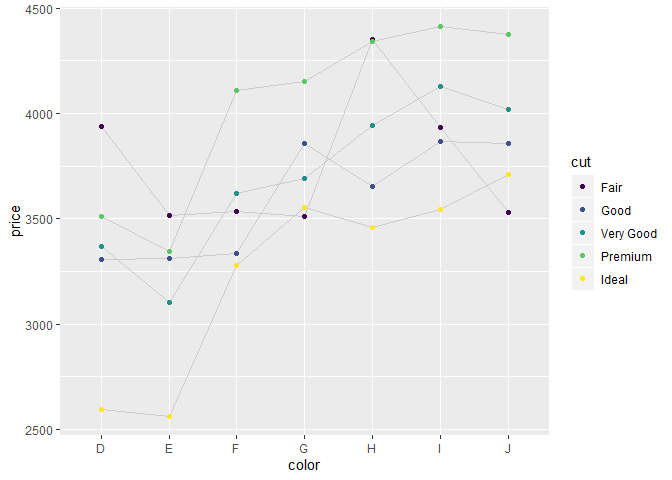 4500
4000
3500
3000
2500
price
D E F G H I J
color
cut
Fair
Good
Very Good
Premium
Ideal